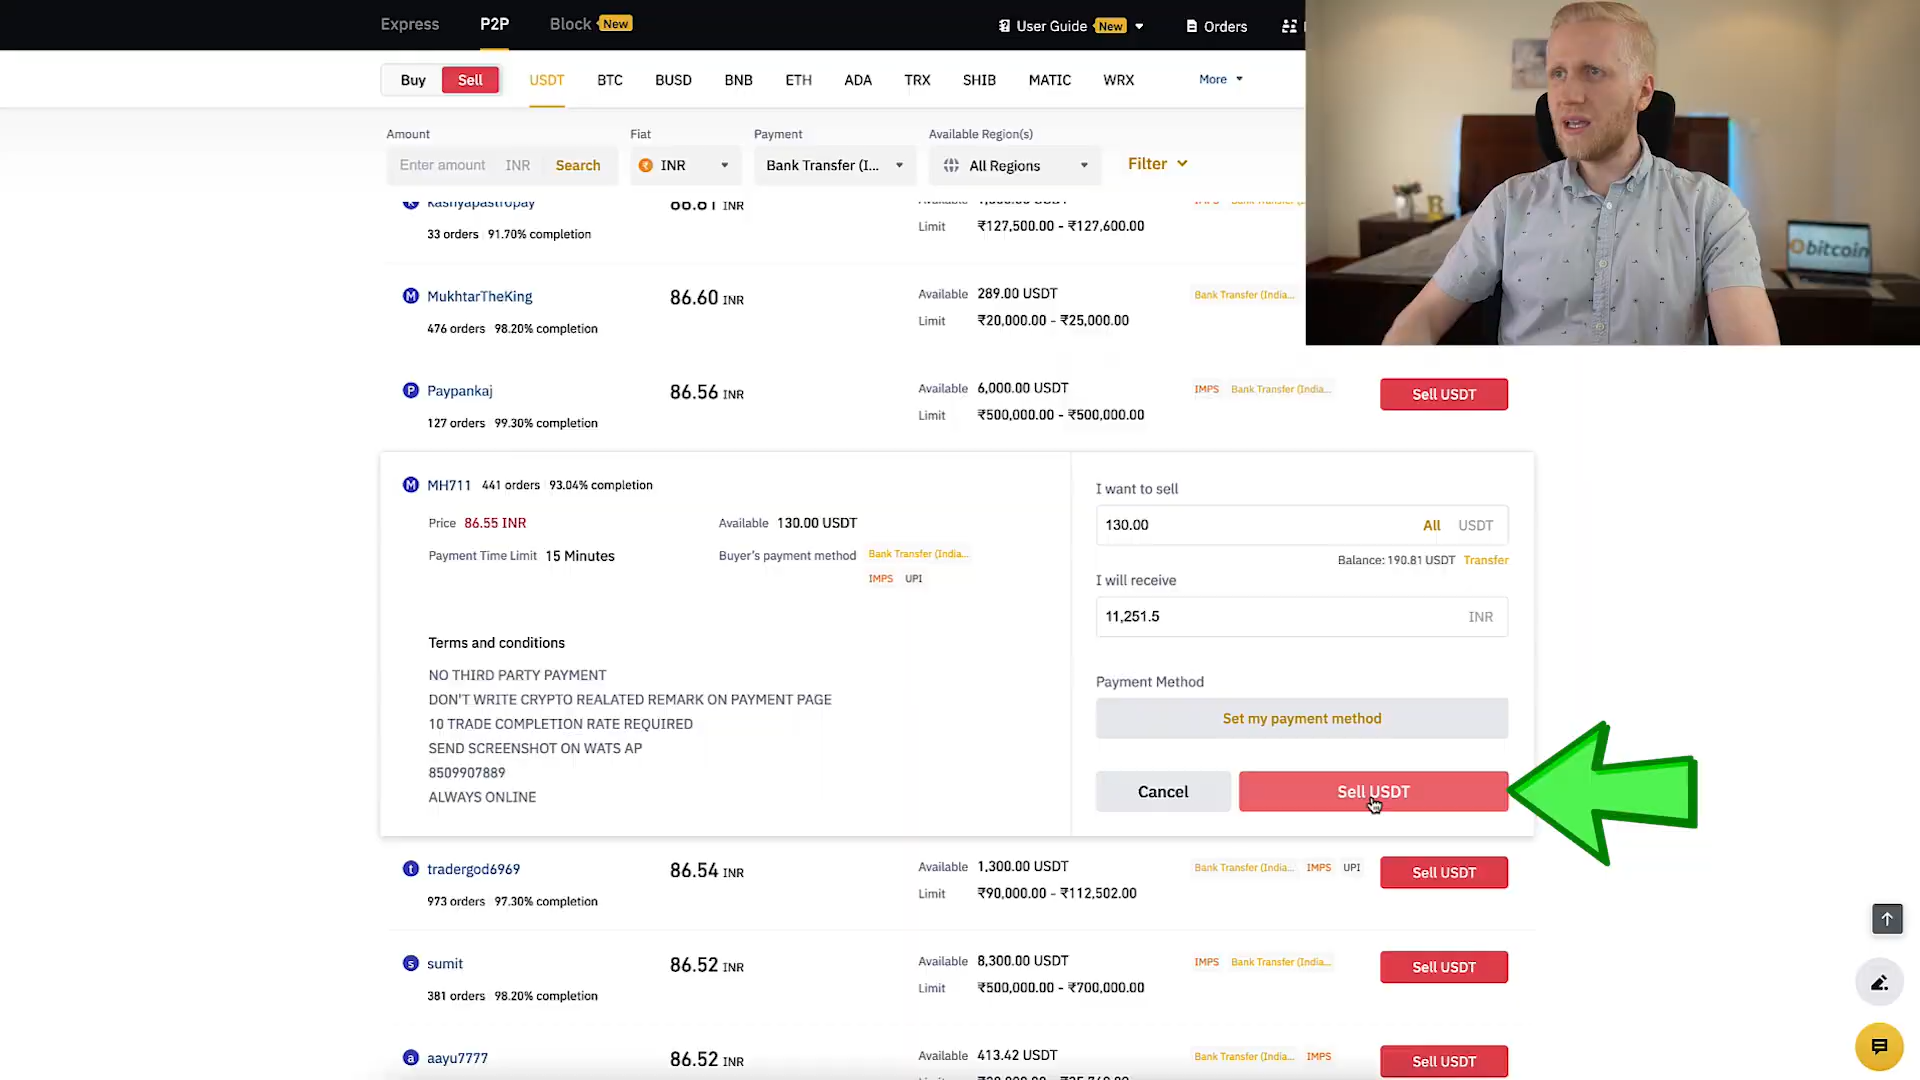 Express P2P Block New User Guide New Orders
Buy Sell USDT BTC BUSD BNB ETH ADA TRX SHIB MATIC WRX More
Amount Fiat Payment Available Region(s)
Enter amount INR Search INR Bank Transfer (I... All Regions Filter
kashyapastropay 86.61 INR Available USDT IMPS
33 orders 91.70% completion Limit ₹127,500.00 - ₹127,600.00
M MukhtarTheKing 86.60 INR Available 289.00 USDT Bank Transfer (India...
476 orders 98.20% completion Limit ₹20,000.00 - ₹25,000.00
P Paypankaj 86.56 INR Available 6,000.00 USDT IMPS Bank Transfer (India... Sell USDT
127 orders 99.30% completion Limit ₹500,000.00 - ₹500,000.00
M MH711 441 orders 93.04% completion
Price 86.55 INR Available 130.00 USDT
Payment Time Limit 15 Minutes Buyer's payment method Bank Transfer (India...
IMPS UPI
Terms and conditions
NO THIRD PARTY PAYMENT
DON'T WRITE CRYPTO REALATED REMARK ON PAYMENT PAGE
10 TRADE COMPLETION RATE REQUIRED
SEND SCREENSHOT ON WATS AP
8509907889
ALWAYS ONLINE
I want to sell
130.00 All USDT
Balance: 190.81 USDT Transfer
I will receive
11,251.5 INR
Payment Method
Set my payment method
Cancel Sell USDT
t tradergod6969 86.54 INR Available 1,300.00 USDT Bank Transfer (India... IMPS UPI Sell USDT
973 orders 97.30% completion Limit ₹90,000.00 - ₹112,502.00
s sumit 86.52 INR Available 8,300.00 USDT IMPS Bank Transfer (India... Sell USDT
381 orders 98.20% completion Limit ₹500,000.00 - ₹700,000.00
a aayu7777 86.52 INR Available 413.42 USDT Bank Transfer (India... IMPS Sell USDT
bitcoin